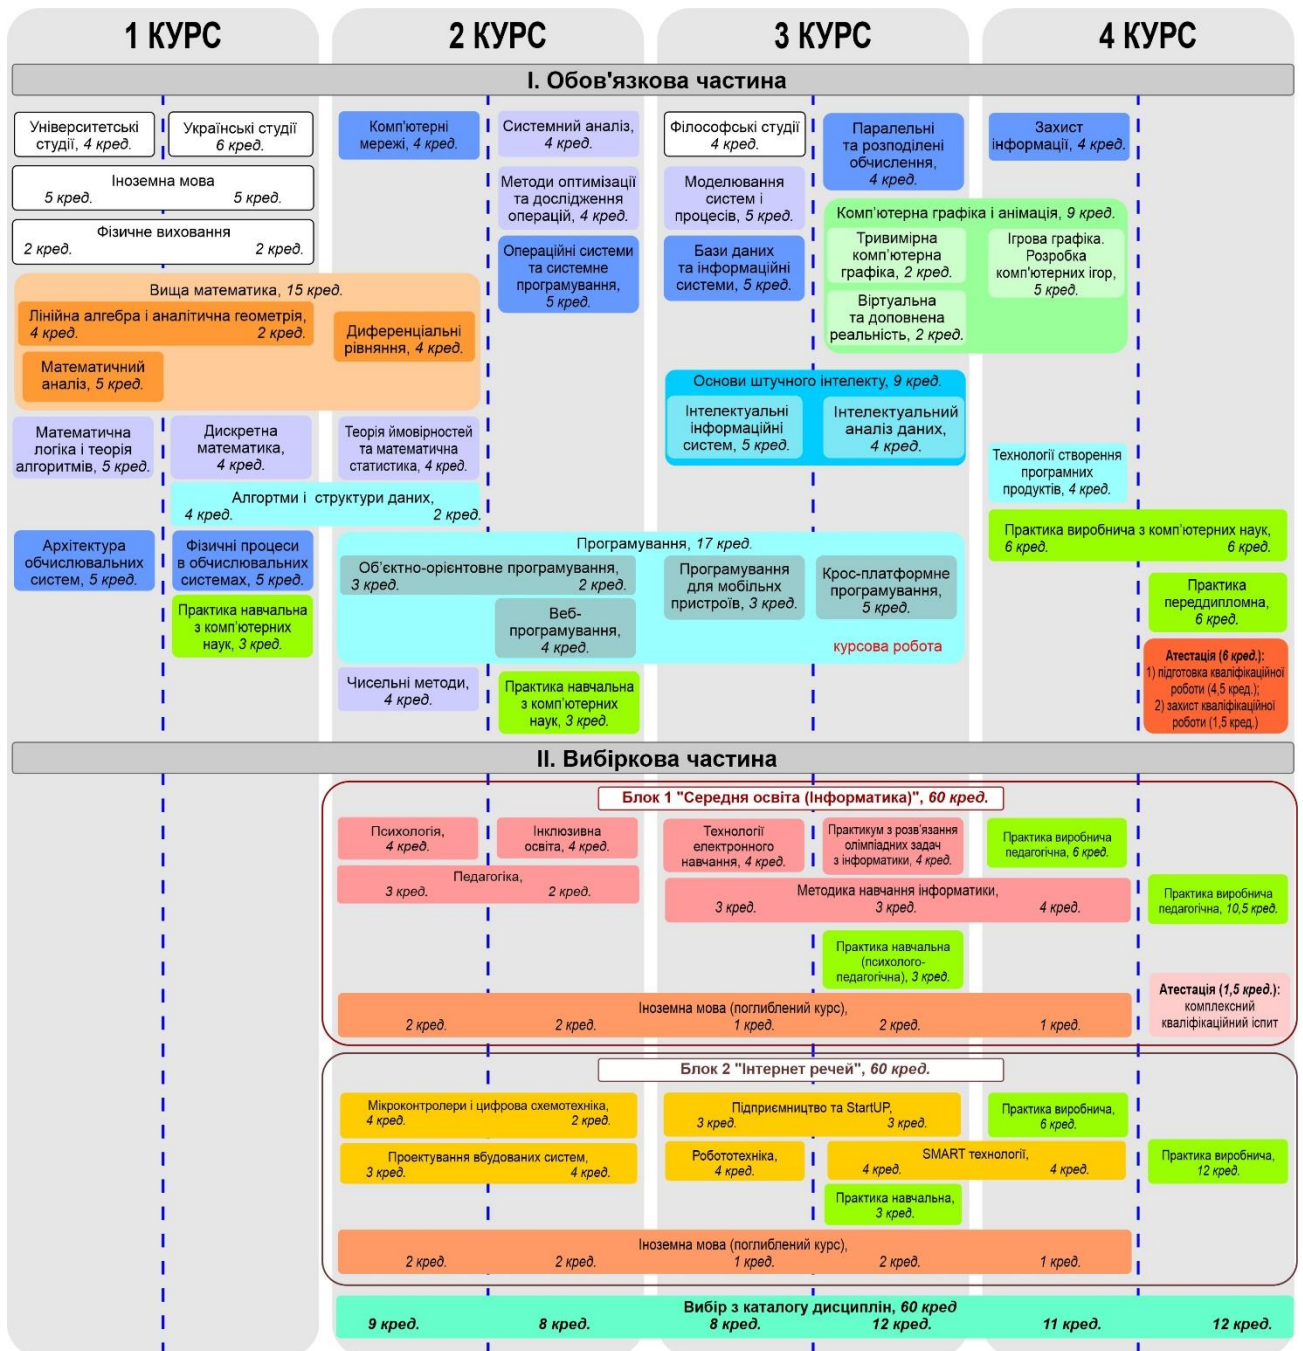 1 КУРС
2 КУРС
3 КУРС
4 КУРС
I. Обов'язкова частина
Університетські
студії, 4 кред.
Українські студії
6 кред.
Іноземна мова
5 кред. 5 кред.
Фізичне виховання
2 кред. 2 кред.
Вища математика, 15 кред.
Лінійна алгебра і аналітична геометрія,
4 кред. 2 кред.
Математичний
аналіз, 5 кред.
Диференціальні
рівняння, 4 кред.
Математична
логіка і теорія
алгоритмів, 5 кред.
Дискретна
математика,
4 кред.
Теорія ймовірностей
та математична
статистика, 4 кред.
Алгортми і структури даних,
4 кред. 2 кред.
Архітектура
обчислювальних
систем, 5 кред.
Фізичні процеси
в обчислювальних
системах, 5 кред.
Практика навчальна
з комп'ютерних
наук, 3 кред.
Комп'ютерні
мережі, 4 кред.
Системний аналіз,
4 кред.
Методи оптимізації
та дослідження
операцій, 4 кред.
Операційні системи
та системне
програмування,
5 кред.
Філософські студії
4 кред.
Моделювання
систем і
процесів, 5 кред.
Бази даних
та інформаційні
системи, 5 кред.
Паралельні
та розподілені
обчислення,
4 кред.
Захист
інформації, 4 кред.
Комп'ютерна графіка і анімація, 9 кред.
Тривимірна
комп'ютерна
графіка, 2 кред.
Віртуальна
та доповнена
реальність, 2 кред.
Ігрова графіка.
Розробка
комп'ютерних ігор,
5 кред.
Основи штучного інтелекту, 9 кред.
Інтелектуальні
інформаційні
систем, 5 кред.
Інтелектуальний
аналіз даних,
4 кред.
Технології створення
програмних
продуктів, 4 кред.
Практика виробнича з комп'ютерних наук,
6 кред. 6 кред.
Програмування, 17 кред.
Об'єктно-орієнтовне програмування,
3 кред. 2 кред.
Веб-
програмування,
4 кред.
Програмування
для мобільних
пристроїв, 3 кред.
Крос-платформне
програмування,
5 кред.
курсова робота
Практика
переддипломна,
6 кред.
Атестація (6 кред.):
1) підготовка кваліфікаційної
роботи (4,5 кред.);
2) захист кваліфікаційної
роботи (1,5 кред.)
Чисельні методи,
4 кред.
Практика навчальна
з комп'ютерних
наук, 3 кред.
II. Вибіркова частина
Блок 1 "Середня освіта (Інформатика)", 60 кред.
Психологія,
4 кред.
Інклюзивна
освіта, 4 кред.
Технології
електронного
навчання, 4 кред.
Практикум з розв'язання
олімпіадних задач
з інформатики, 4 кред.
Практика виробнича
педагогічна, 6 кред.
Педагогіка,
3 кред. 2 кред.
Методика навчання інформатики,
3 кред. 3 кред. 4 кред.
Практика виробнича
педагогічна, 10,5 кред.
Практика навчальна
(психолого-
педагогічна), 3 кред.
Іноземна мова (поглиблений курс),
2 кред. 2 кред. 1 кред. 2 кред. 1 кред.
Атестація (1,5 кред.):
комплексний
кваліфікаційний іспит
Блок 2 "Інтернет речей", 60 кред.
Мікроконтролери і цифрова схемотехніка,
4 кред. 2 кред.
Підприємництво та StartUP,
3 кред. 3 кред.
Практика виробнича,
6 кред.
Проектування вбудованих систем,
3 кред. 4 кред.
Робототехніка,
4 кред.
SMART технології,
4 кред. 4 кред.
Практика виробнича,
12 кред.
Практика навчальна,
3 кред.
Іноземна мова (поглиблений курс),
2 кред. 2 кред. 1 кред. 2 кред. 1 кред.
Вибір з каталогу дисциплін, 60 кред
9 кред. 8 кред. 8 кред. 12 кред. 11 кред. 12 кред.